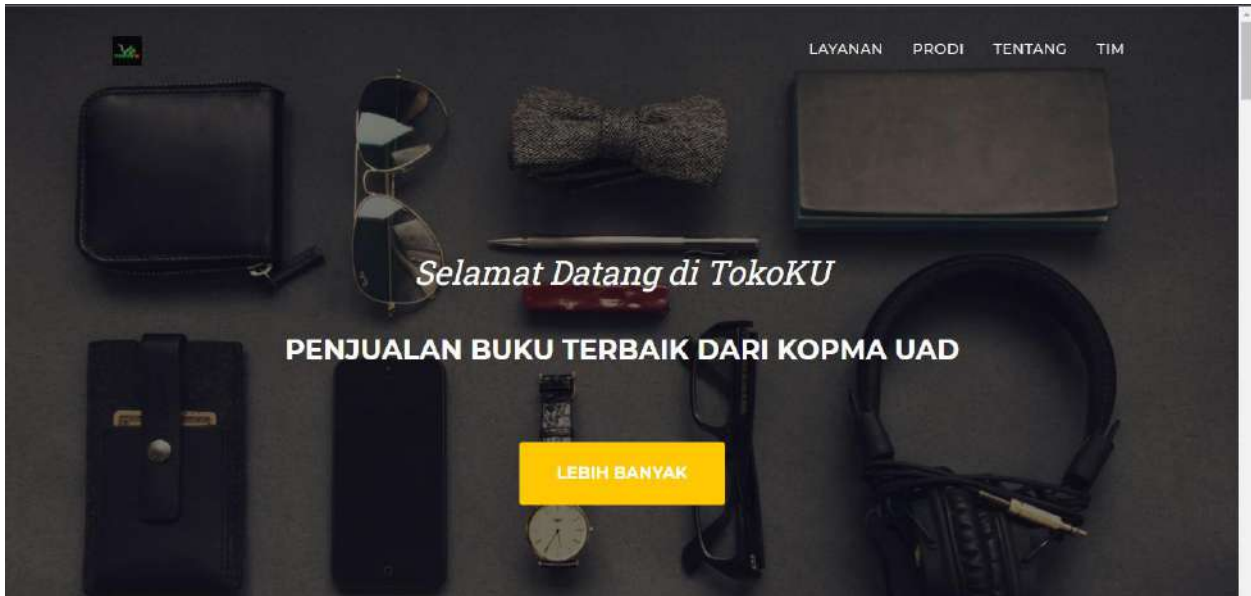 LAYANAN PRODI TENTANG TIM
Selamat Datang di TokoKU
PENJUALAN BUKU TERBAIK DARI KOPMA UAD
LEBIH BANYAK